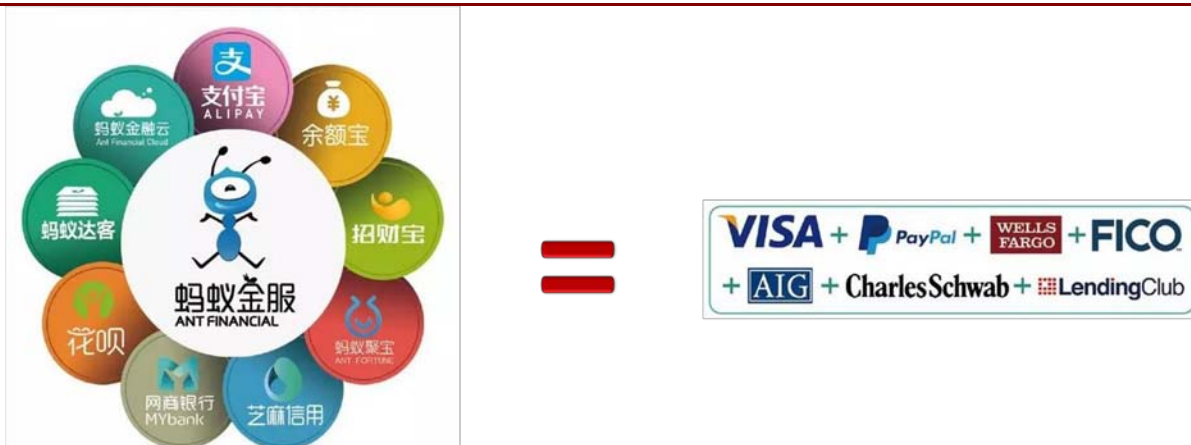 支
支付宝
ALIPAY
¥
余额宝
招财宝
蚂蚁聚宝
ANT FORTUNE
芝麻信用
网商银行
MYbank
花呗
蚂蚁达客
蚂蚁金融云
Ant Financial Cloud
蚂蚁金服
ANT FINANCIAL
VISA + PayPal + WELLS FARGO + FICO
+ AIG + Charles Schwab + LendingClub